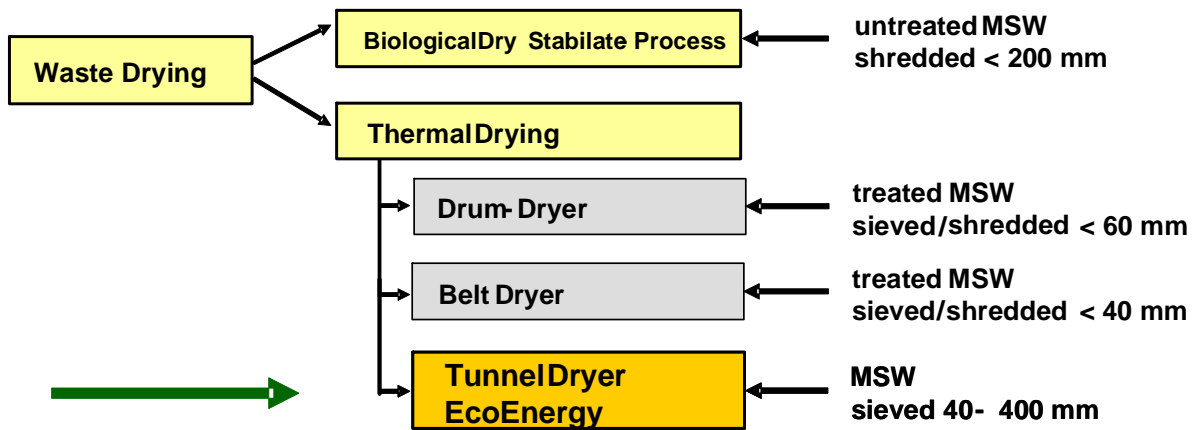 BiologicalDry Stabilate Process
untreated MSW
shredded < 200 mm
Waste Drying
ThermalDrying
Drum-Dryer
treated MSW
sieved/shredded < 60 mm
Belt Dryer
treated MSW
sieved/shredded < 40 mm
TunnelDryer
EcoEnergy
MSW
sieved 40- 400 mm